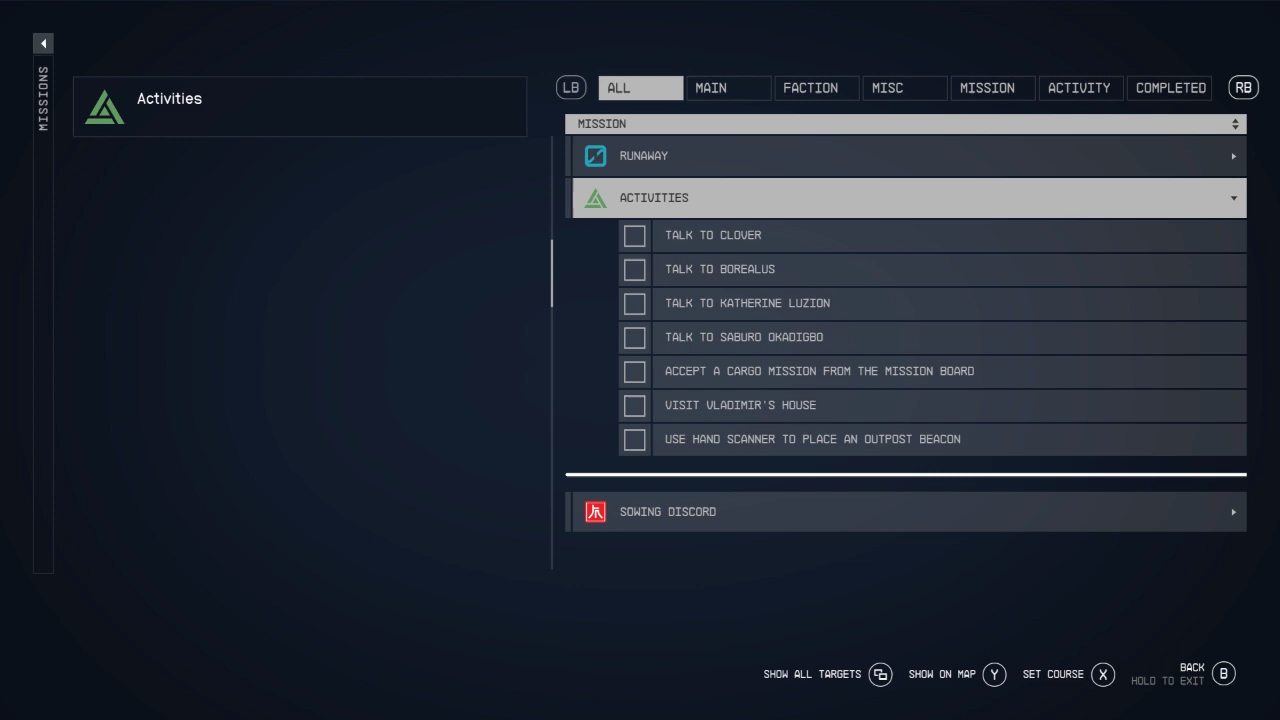 MISSIONS
Activities
LB ALL MAIN FACTION MISC MISSION ACTIVITY COMPLETED RB
MISSION
RUNAWAY
ACTIVITIES
TALK TO CLOVER
TALK TO BOREALUS
TALK TO KATHERINE LUZION
TALK TO SABURO OKADIGBO
ACCEPT A CARGO MISSION FROM THE MISSION BOARD
VISIT VLADIMIR'S HOUSE
USE HAND SCANNER TO PLACE AN OUTPOST BEACON
SOWING DISCORD
SHOW ALL TARGETS SHOW ON MAP Y SET COURSE X BACK B
HOLD TO EXIT